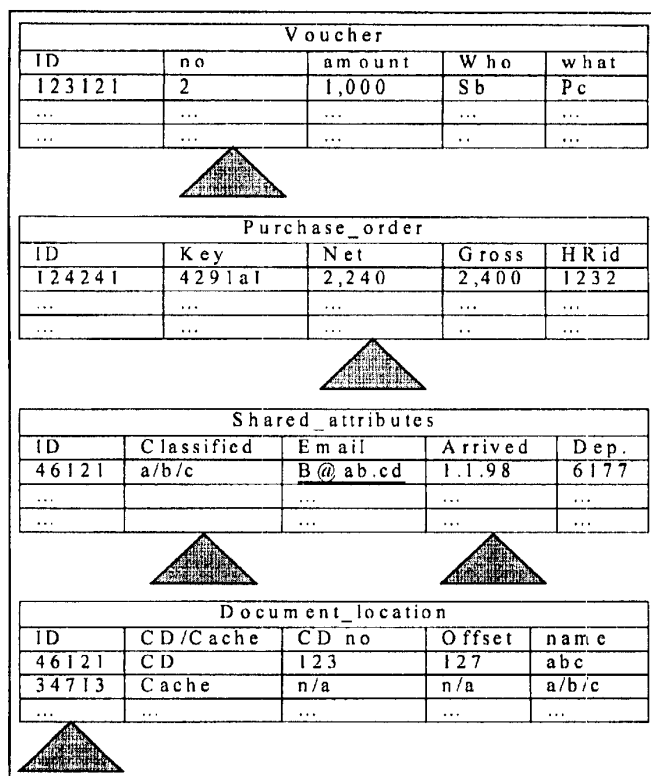 Voucher
ID no amount Who what
123121 2 1,000 Sb Pc
... ... ... ... ...
... ... ... .. ...
Purchase_order
ID Key Net Gross HRid
124241 4291aI 2,240 2,400 1232
... ... ... ... ...
... ... ... .. ...
Shared_attributes
ID Classified Email Arrived Dep.
46121 a/b/c B@ab.cd 1.1.98 6177
... ... ... ...
... ... ... ...
Document_location
ID CD/Cache CD no Offset name
46121 CD 123 127 abc
34713 Cache n/a n/a a/b/c
... ... ... ... ...